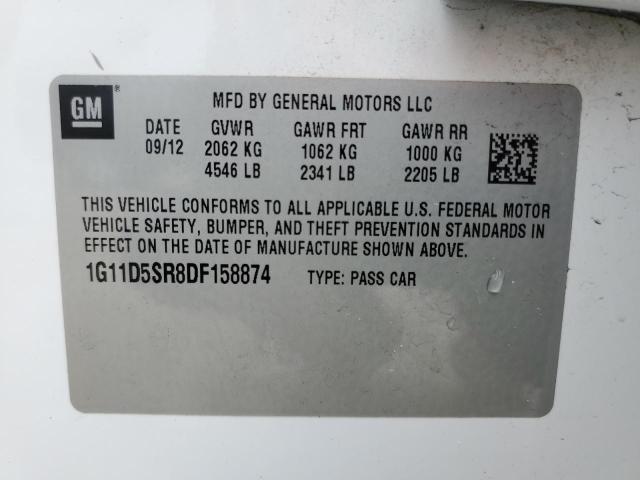 GM®
MFD BY GENERAL MOTORS LLC
DATE GVWR GAWR FRT GAWR RR
09/12 2062 KG 1062 KG 1000 KG
4546 LB 2341 LB 2205 LB
THIS VEHICLE CONFORMS TO ALL APPLICABLE U.S. FEDERAL MOTOR
VEHICLE SAFETY, BUMPER, AND THEFT PREVENTION STANDARDS IN
EFFECT ON THE DATE OF MANUFACTURE SHOWN ABOVE.
1G11D5SR8DF158874 TYPE: PASS CAR